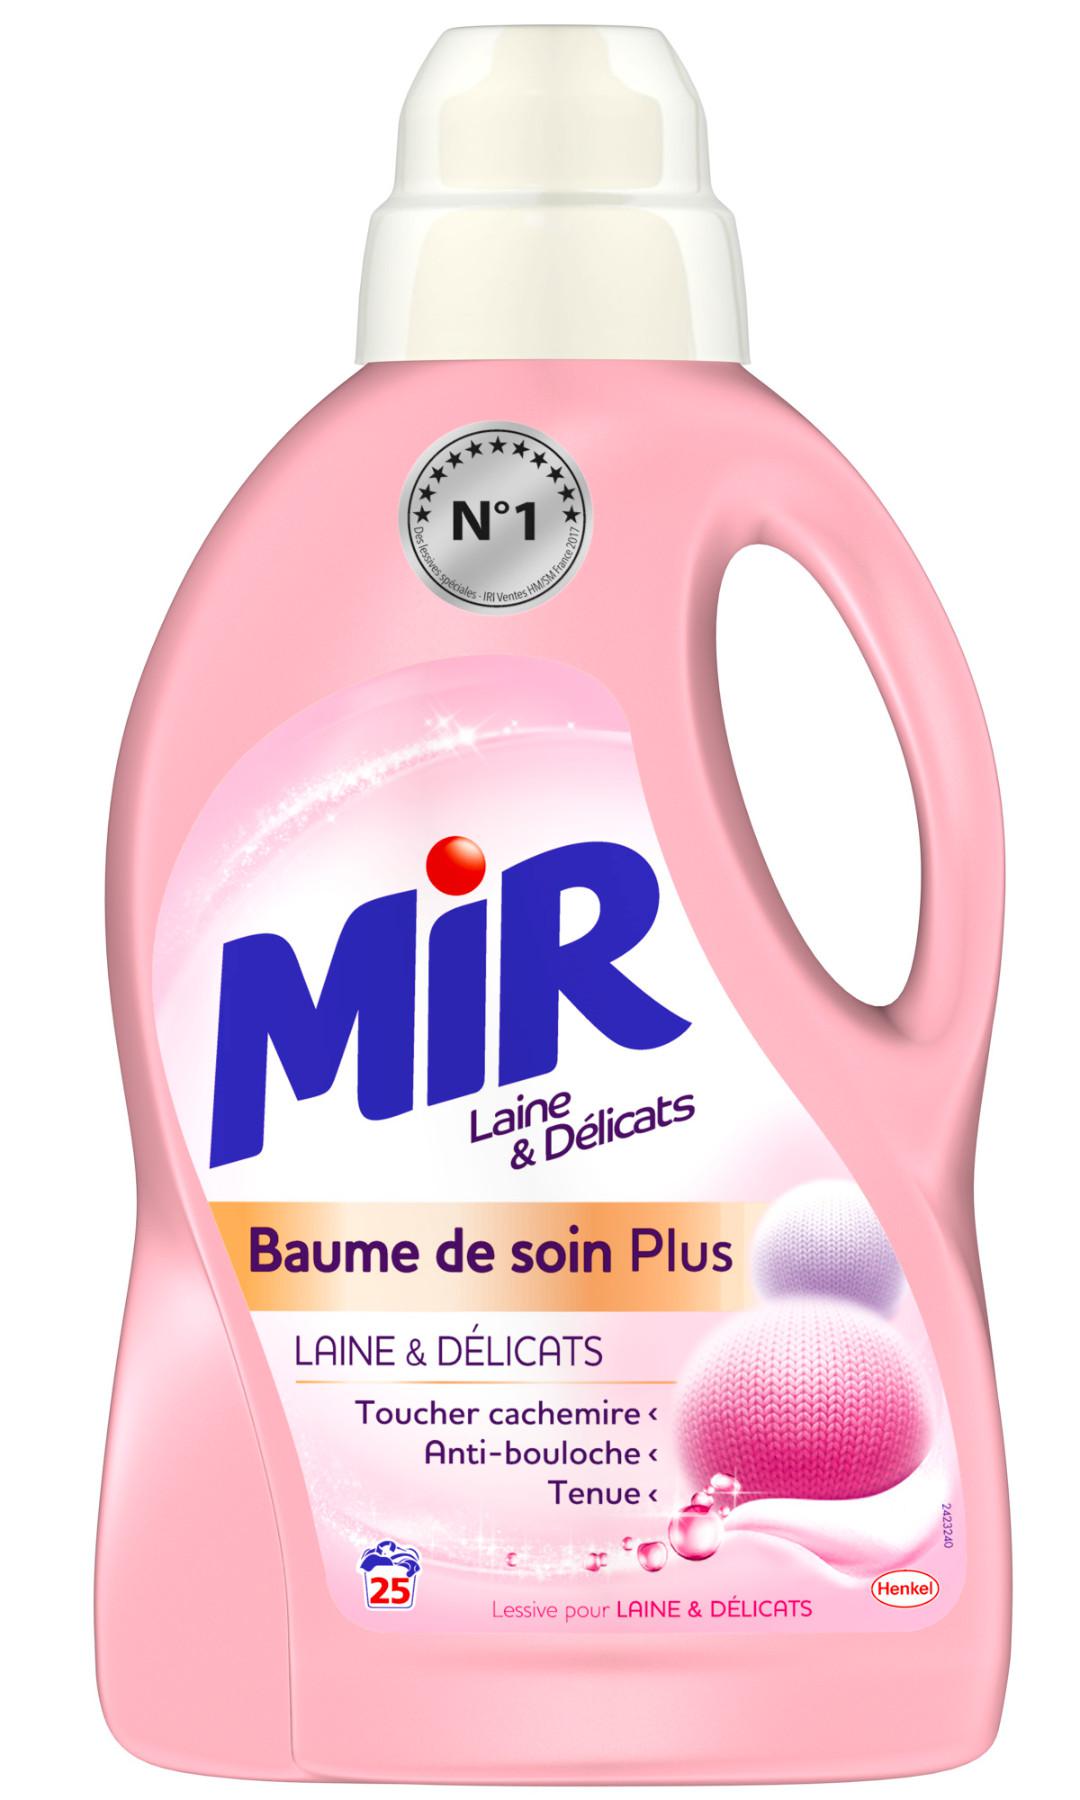 N°1
Des lessives spéciales - IRI Ventes HM/SM France 2017
MiR
Laine
& Délicats
Baume de soin Plus
LAINE & DÉLICATS
Toucher cachemire <
Anti-bouloche <
Tenue <
25
2423240
Henkel
Lessive pour LAINE & DÉLICATS